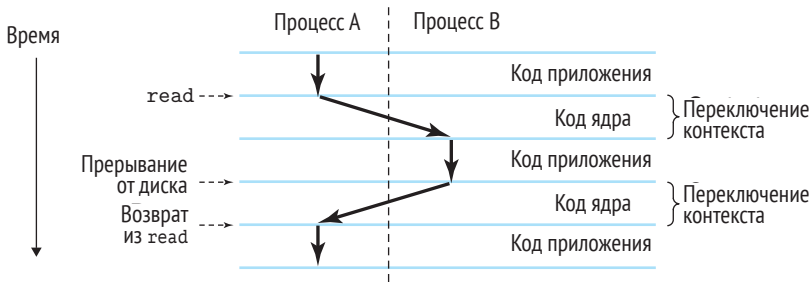 Время
Процесс A
Процесс B
Код приложения
read
Код ядра
Переключение
контекста
Код приложения
Прерывание
от диска
Код ядра
Переключение
контекста
Возврат
из read
Код приложения